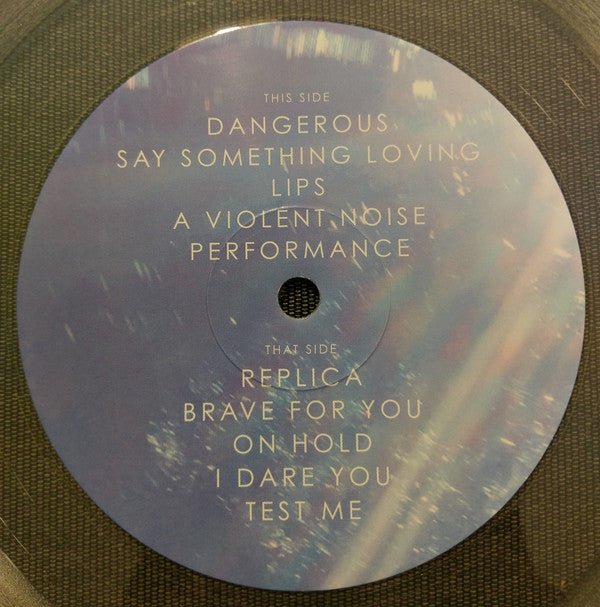 THIS SIDE
DANGEROUS
SAY SOMETHING LOVING
LIPS
A VIOLENT NOISE
PERFORMANCE
THAT SIDE
REPLICA
BRAVE FOR YOU
ON HOLD
I DARE YOU
TEST ME